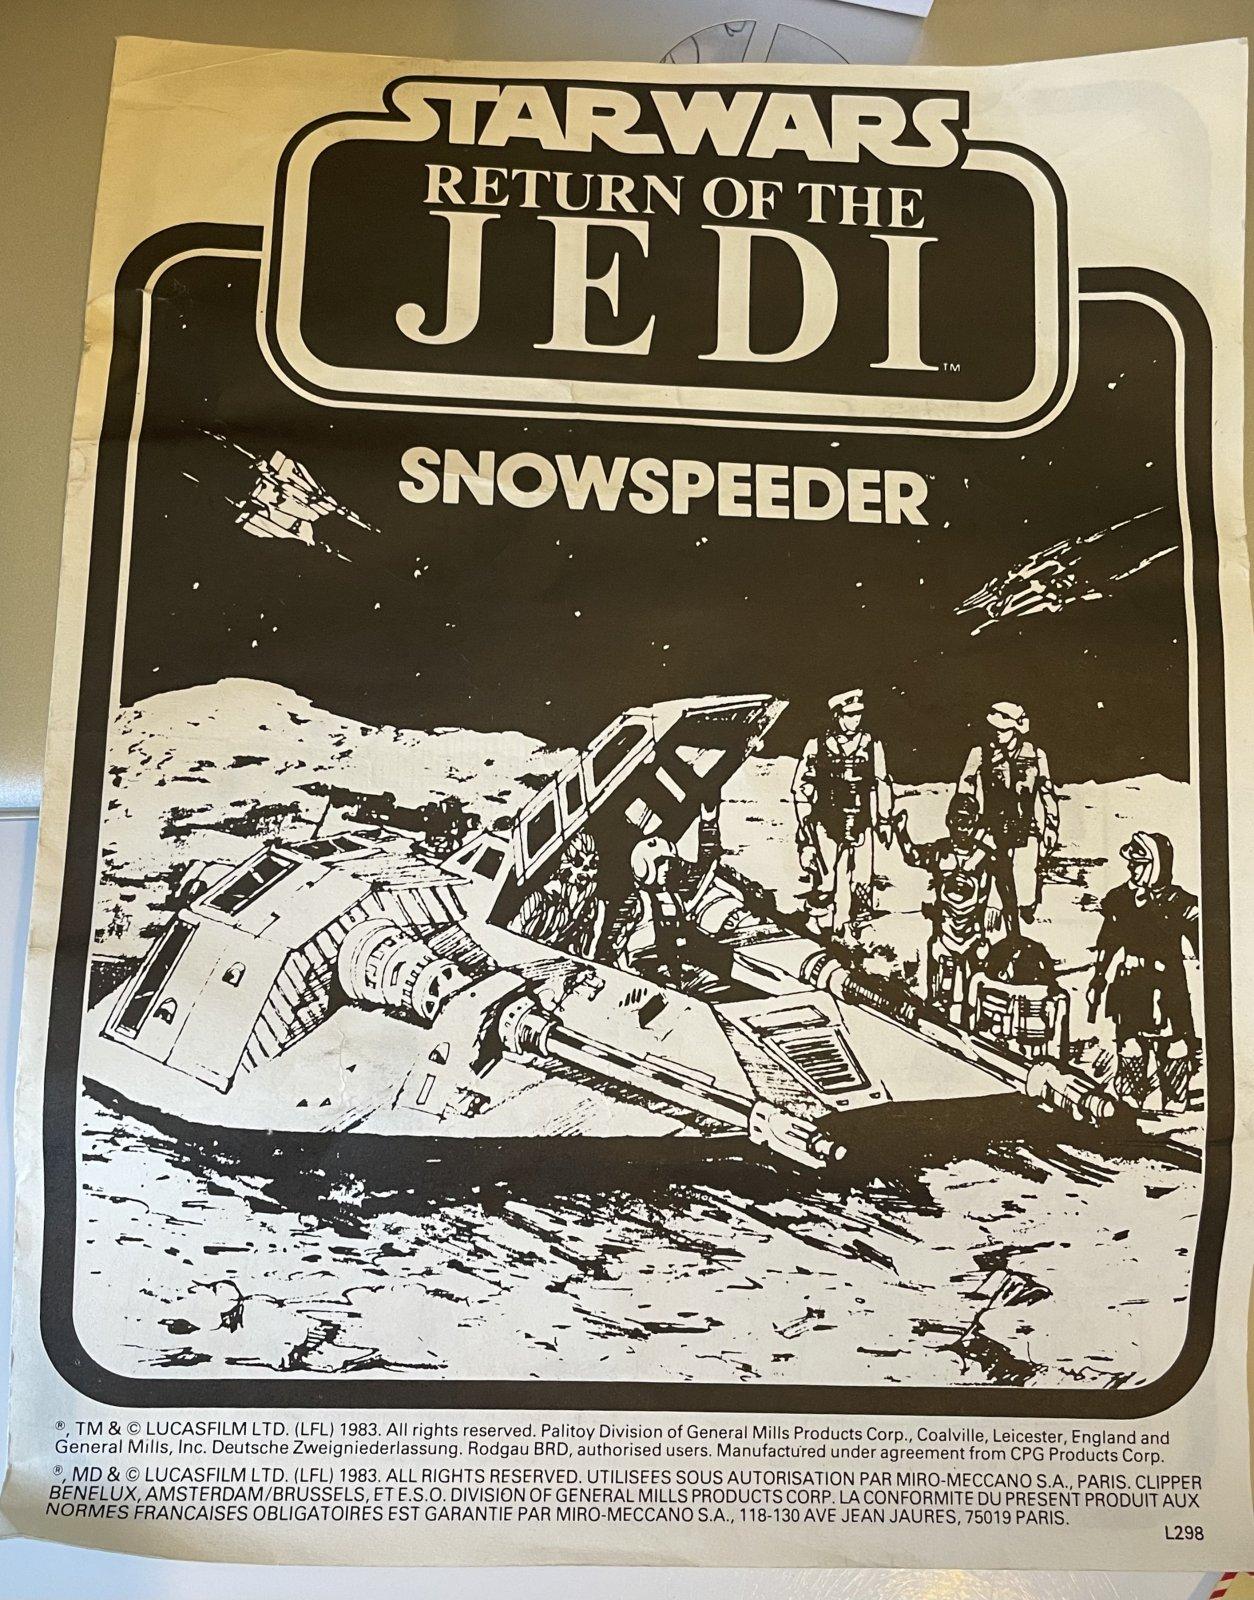 STAR WARS
RETURN OF THE
JEDI™
SNOWSPEEDER™
®, TM & © LUCASFILM LTD. (LFL) 1983. All rights reserved. Palitoy Division of General Mills Products Corp., Coalville, Leicester, England and
General Mills, Inc. Deutsche Zweigniederlassung. Rodgau BRD, authorised users. Manufactured under agreement from CPG Products Corp.
®, MD & © LUCASFILM LTD. (LFL) 1983. ALL RIGHTS RESERVED. UTILISEES SOUS AUTORISATION PAR MIRO-MECCANO S.A., PARIS. CLIPPER
BENELUX, AMSTERDAM/BRUSSELS, ET E.S.O. DIVISION OF GENERAL MILLS PRODUCTS CORP. LA CONFORMITE DU PRESENT PRODUIT AUX
NORMES FRANCAISES OBLIGATOIRES EST GARANTIE PAR MIRO-MECCANO S.A., 118-130 AVE JEAN JAURES, 75019 PARIS.
L298